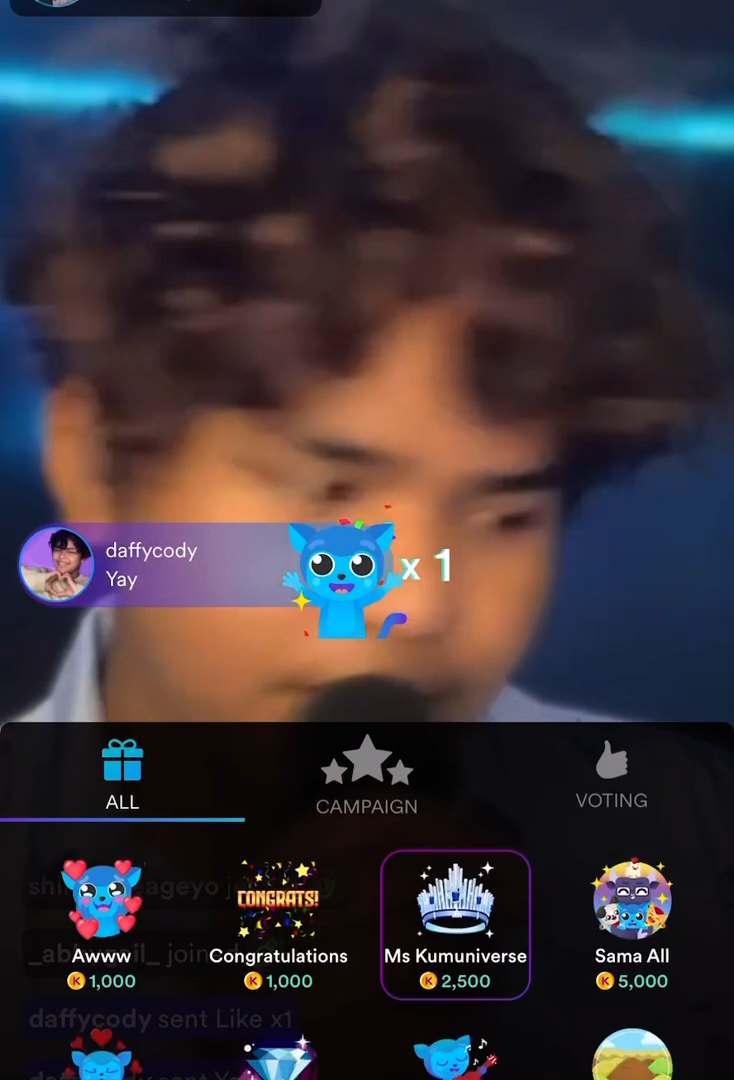 daffycody
Yay
x 1
ALL
CAMPAIGN
VOTING
CONGRATS!
Awww
Congratulations
Ms Kumuniverse
Sama All
K 1,000
K 1,000
K 2,500
K 5,000
daffycody sent Like x1